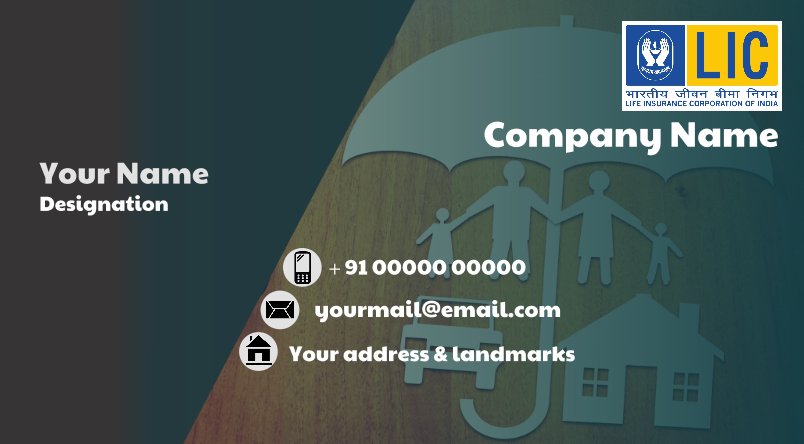 LIC
भारतीय जीवन बीमा निगम
LIFE INSURANCE CORPORATION OF INDIA
Company Name
Your Name
Designation
+ 91 00000 00000
yourmail@email.com
Your address & landmarks